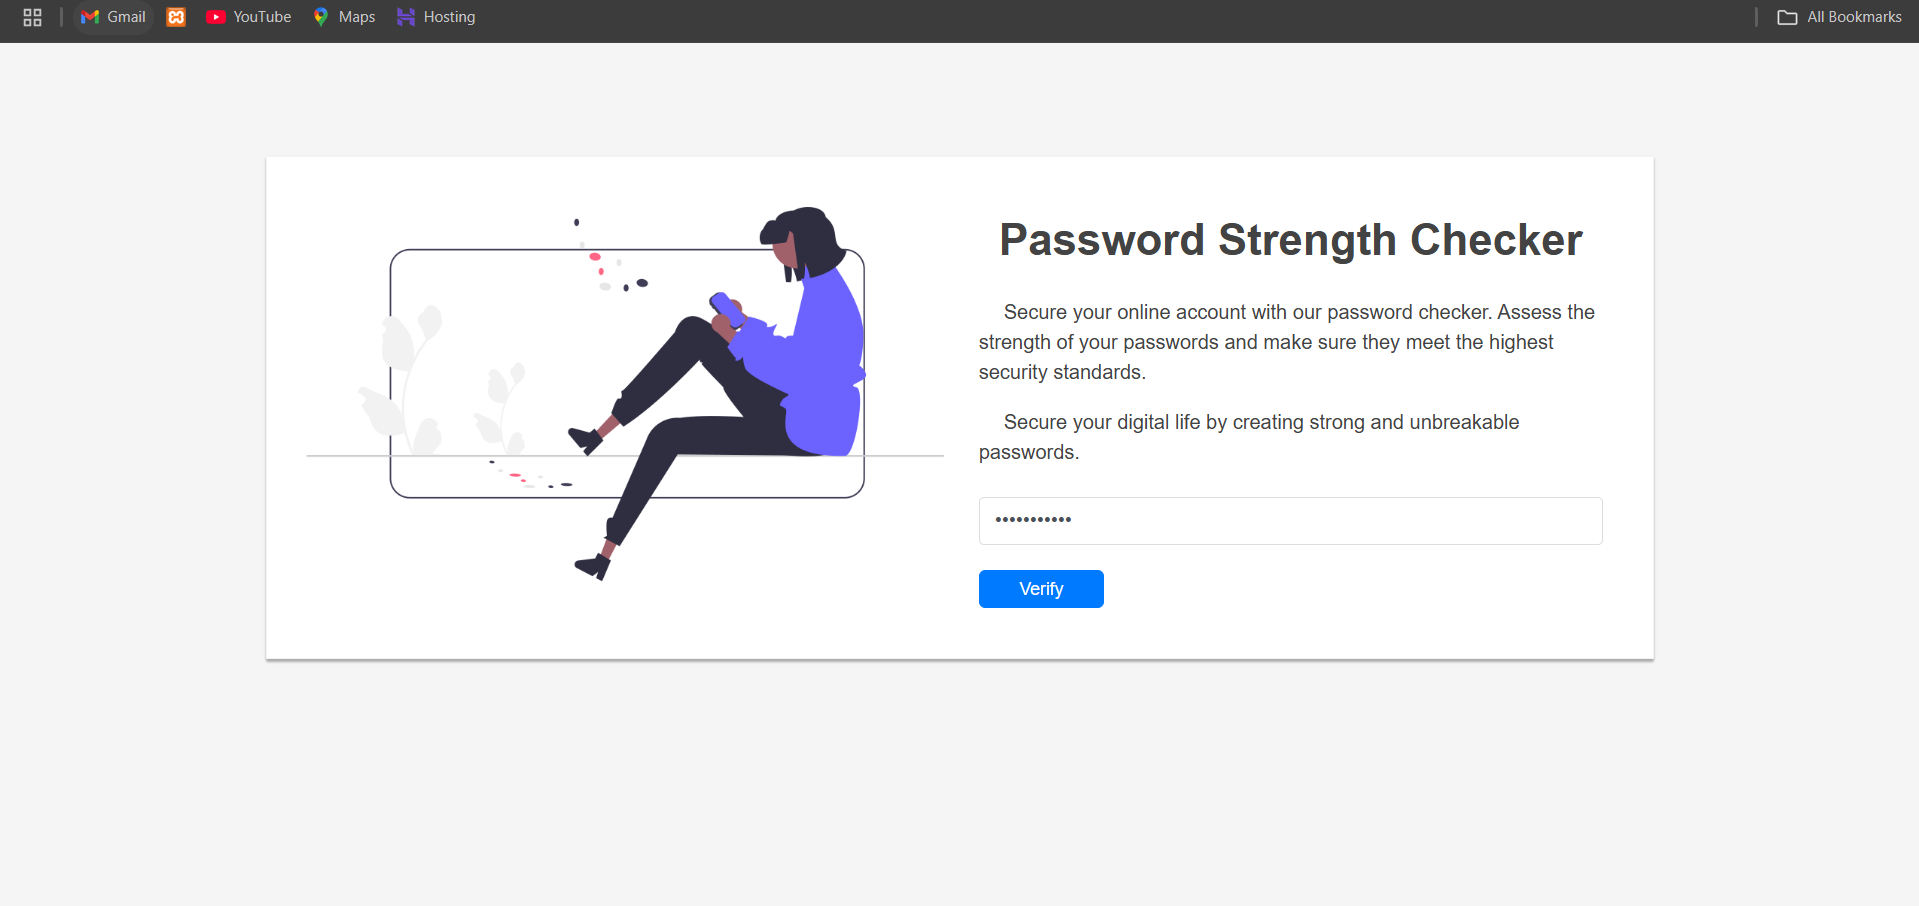 Gmail YouTube Maps Hosting All Bookmarks
Password Strength Checker
Secure your online account with our password checker. Assess the
strength of your passwords and make sure they meet the highest
security standards.
Secure your digital life by creating strong and unbreakable
passwords.
•••••••••••
Verify